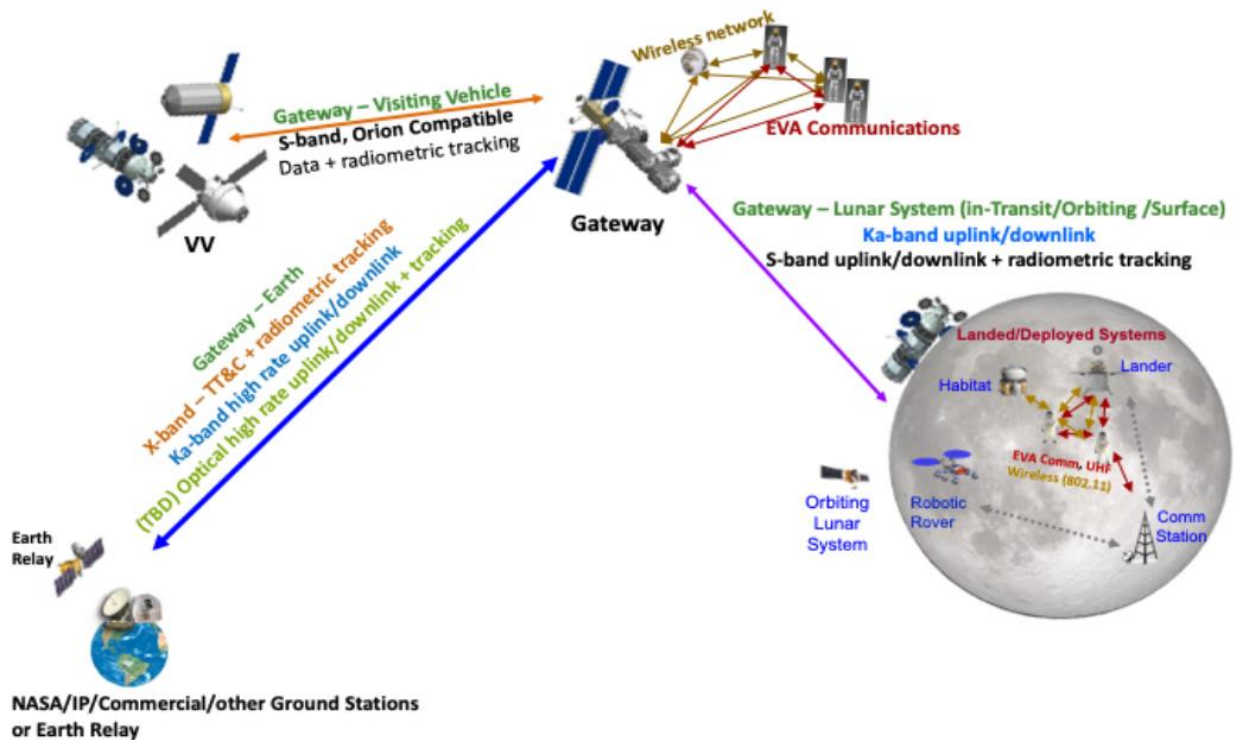 Wireless network
EVA Communications
Gateway – Visiting Vehicle
S-band, Orion Compatible
Data + radiometric tracking
VV
Gateway
Gateway – Lunar System (in-Transit/Orbiting /Surface)
Ka-band uplink/downlink
S-band uplink/downlink + radiometric tracking
Gateway – Earth
X-band – TT&C + radiometric tracking
Ka-band high rate uplink/downlink
(TBD) Optical high rate uplink/downlink + tracking
Landed/Deployed Systems
Lander
Habitat
EVA Comm, UHF
Wireless (802.11)
Orbiting
Lunar
System
Robotic
Rover
Comm
Station
Earth
Relay
NASA/IP/Commercial/other Ground Stations
or Earth Relay